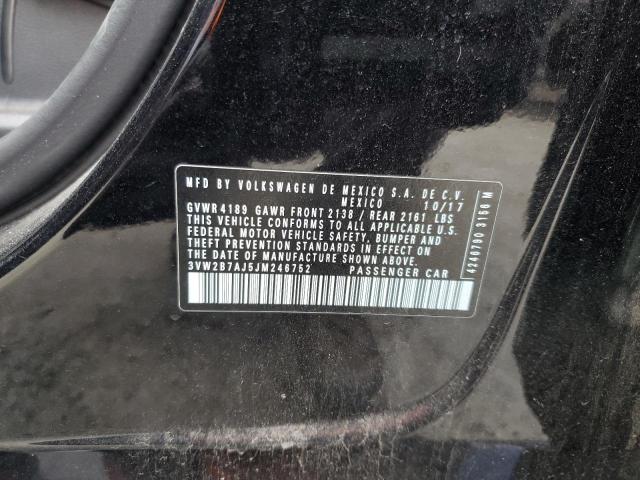 MFD BY VOLKSWAGEN DE MEXICO S.A. DE C.V.
MEXICO 10/17
GVWR4189 GAWR FRONT 2138 / REAR 2161 LBS
THIS VEHICLE CONFORMS TO ALL APPLICABLE U.S.
FEDERAL MOTOR VEHICLE SAFETY, BUMPER AND
THEFT PREVENTION STANDARDS IN EFFECT ON
THE DATE OF MANUFACTURE SHOWN ABOVE.
3VW2B7AJ5JM246752 PASSENGER CAR
4246790 3150 M